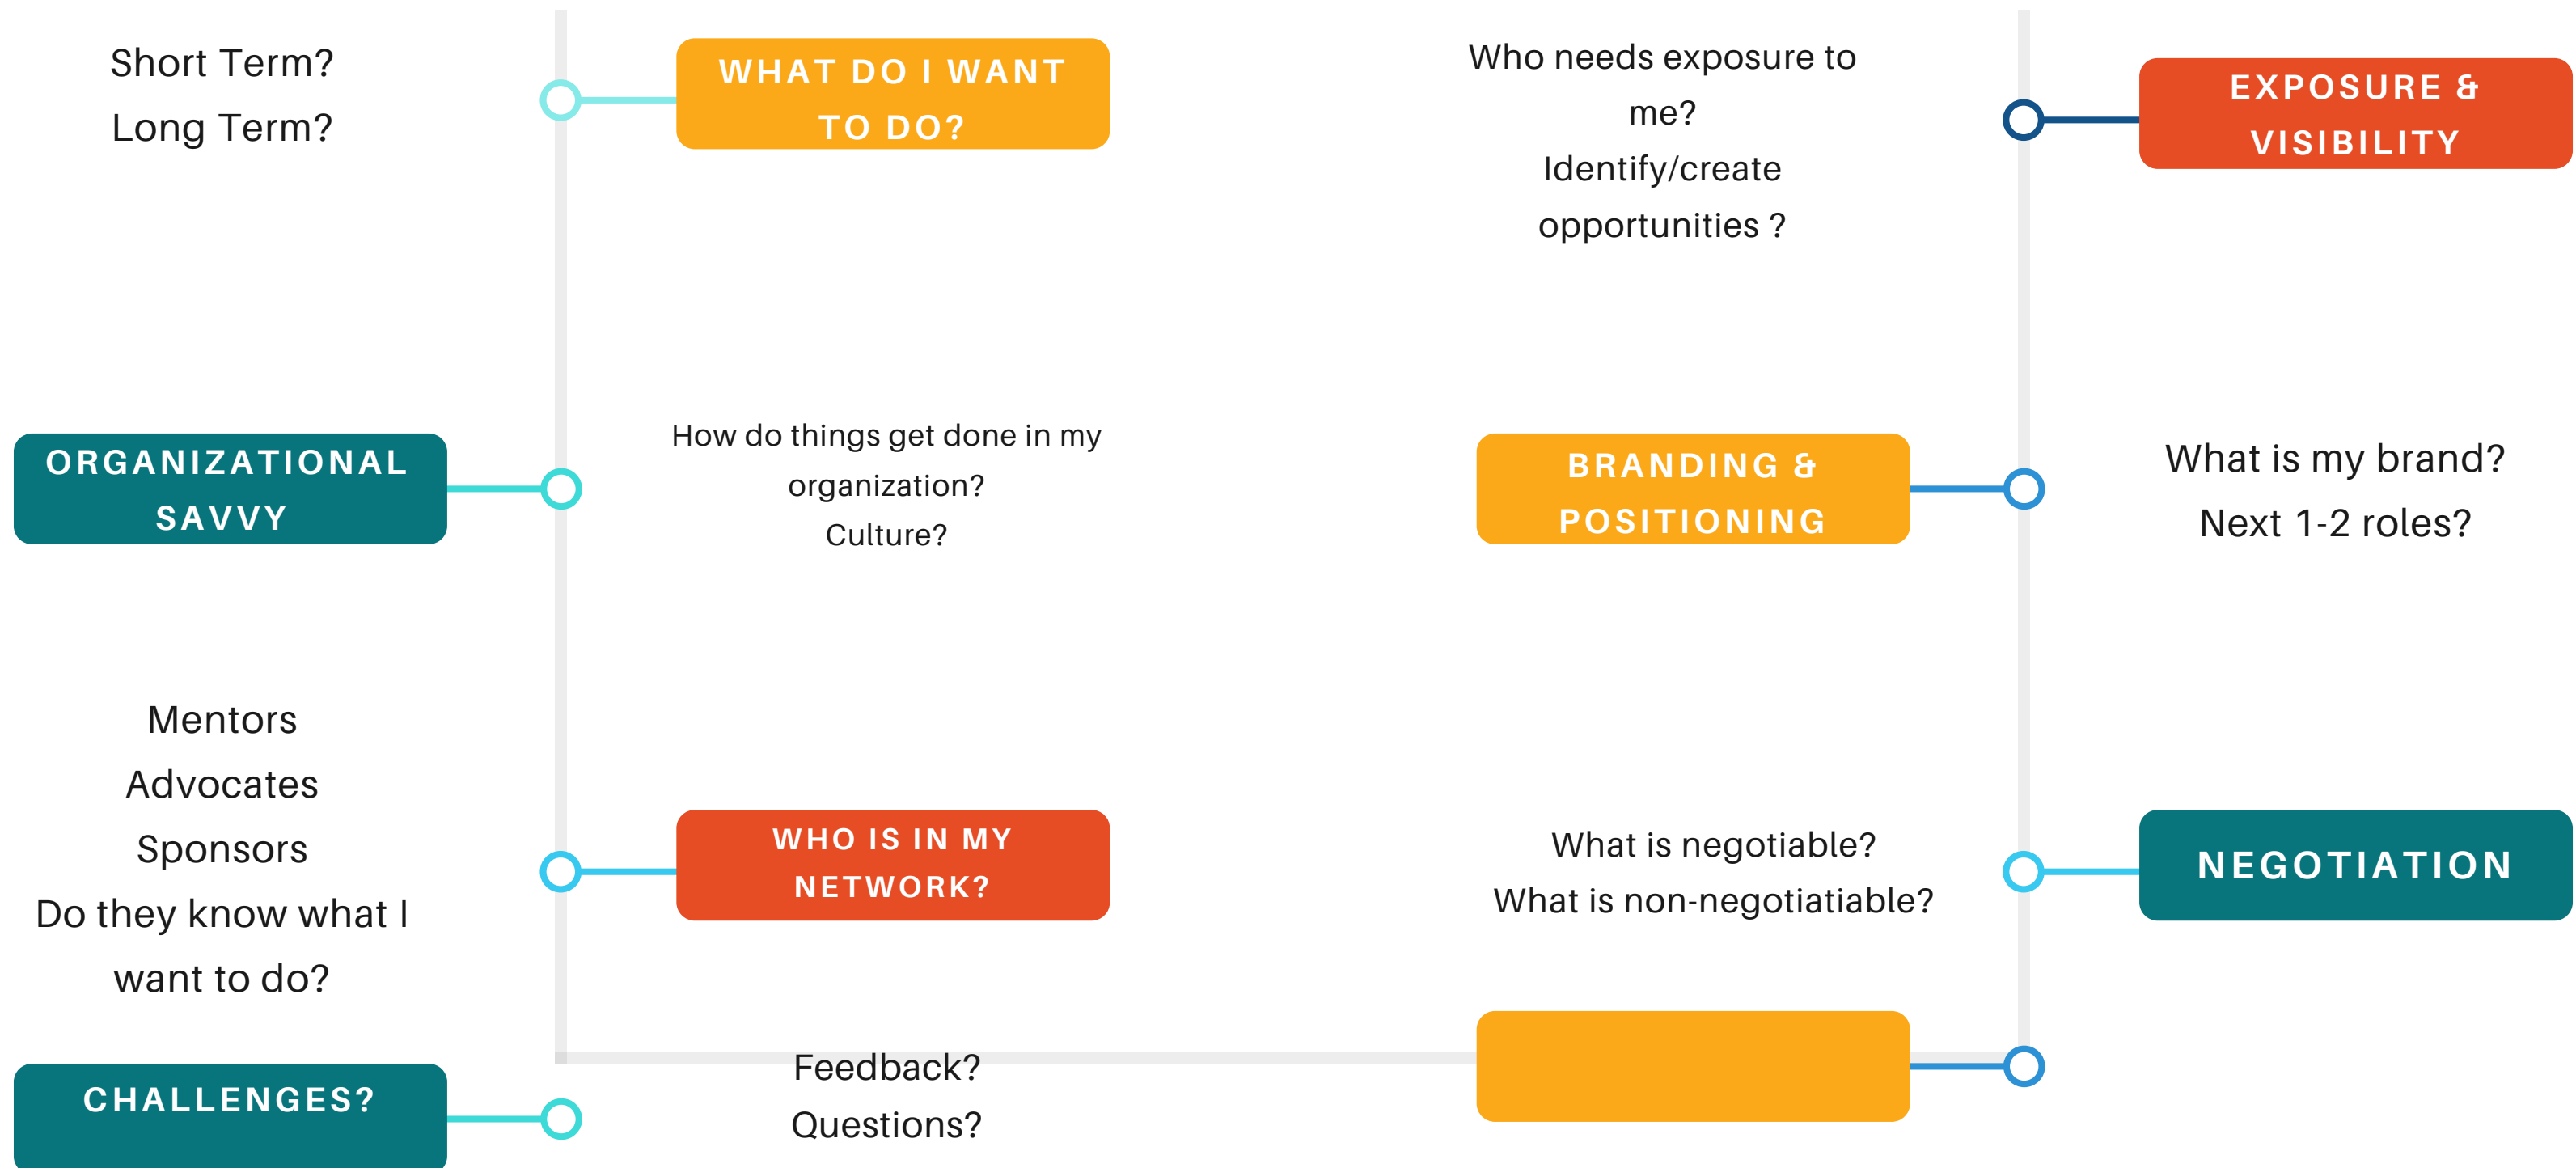 Short Term?
Long Term?
WHAT DO I WANT
TO DO?
ORGANIZATIONAL
SAVVY
How do things get done in my
organization?
Culture?
Mentors
Advocates
Sponsors
Do they know what I
want to do?
WHO IS IN MY
NETWORK?
CHALLENGES?
Feedback?
Questions?
Who needs exposure to
me?
Identify/create
opportunities ?
EXPOSURE &
VISIBILITY
BRANDING &
POSITIONING
What is my brand?
Next 1-2 roles?
What is negotiable?
What is non-negotiatiable?
NEGOTIATION